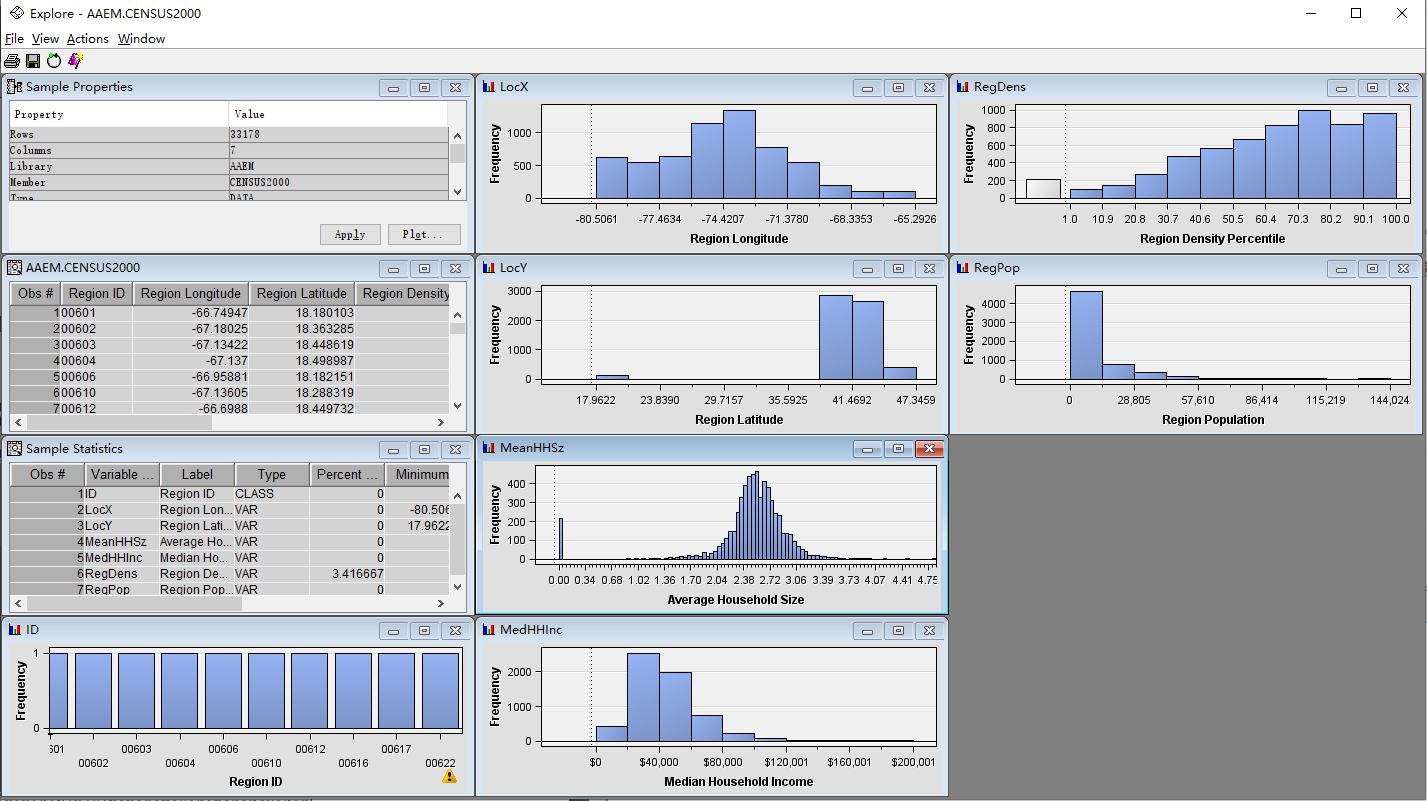 Explore - AAEM.CENSUS2000
File View Actions Window
Sample Properties
Property Value
Rows 33178
Columns 7
Library AAEM
Member CENSUS2000
Type DATA
Apply Plot...
LocX
Frequency
1000
500
0
-80.5061 -77.4634 -74.4207 -71.3780 -68.3353 -65.2926
Region Longitude
RegDens
Frequency
1000
800
600
400
200
0
1.0 10.9 20.8 30.7 40.6 50.5 60.4 70.3 80.2 90.1 100.0
Region Density Percentile
AAEM.CENSUS2000
Obs # Region ID Region Longitude Region Latitude Region Density
1 00601 -66.74947 18.180103
2 00602 -67.18025 18.363285
3 00603 -67.13422 18.448619
4 00604 -67.137 18.498987
5 00606 -66.95881 18.182151
6 00610 -67.13605 18.288319
7 00612 -66.6988 18.449732
LocY
Frequency
3000
2000
1000
0
17.9622 23.8390 29.7157 35.5925 41.4692 47.3459
Region Latitude
RegPop
Frequency
4000
3000
2000
1000
0
0 28,805 57,610 86,414 115,219 144,024
Region Population
Sample Statistics
Obs # Variable ... Label Type Percent ... Minimum
1 ID Region ID CLASS 0
2 LocX Region Lon... VAR 0 -80.506
3 LocY Region Lati... VAR 0 17.9622
4 MeanHHSz Average Ho... VAR 0
5 MedHHInc Median Ho... VAR 0
6 RegDens Region De... VAR 3.416667
7 RegPop Region Pop... VAR 0
MeanHHSz
Frequency
400
300
200
100
0
0.00 0.34 0.68 1.02 1.36 1.70 2.04 2.38 2.72 3.06 3.39 3.73 4.07 4.41 4.75
Average Household Size
ID
Frequency
1
0
601 00603 00606 00612 00617
00602 00604 00610 00616 00622
Region ID
MedHHInc
Frequency
2000
1000
0
$0 $40,000 $80,000 $120,001 $160,001 $200,001
Median Household Income